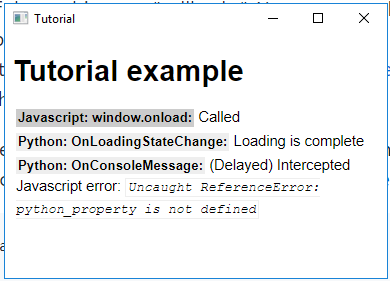 Tutorial
Tutorial example
Javascript: window.onload: Called
Python: OnLoadingStateChange: Loading is complete
Python: OnConsoleMessage: (Delayed) Intercepted
Javascript error: Uncaught ReferenceError:
python_property is not defined